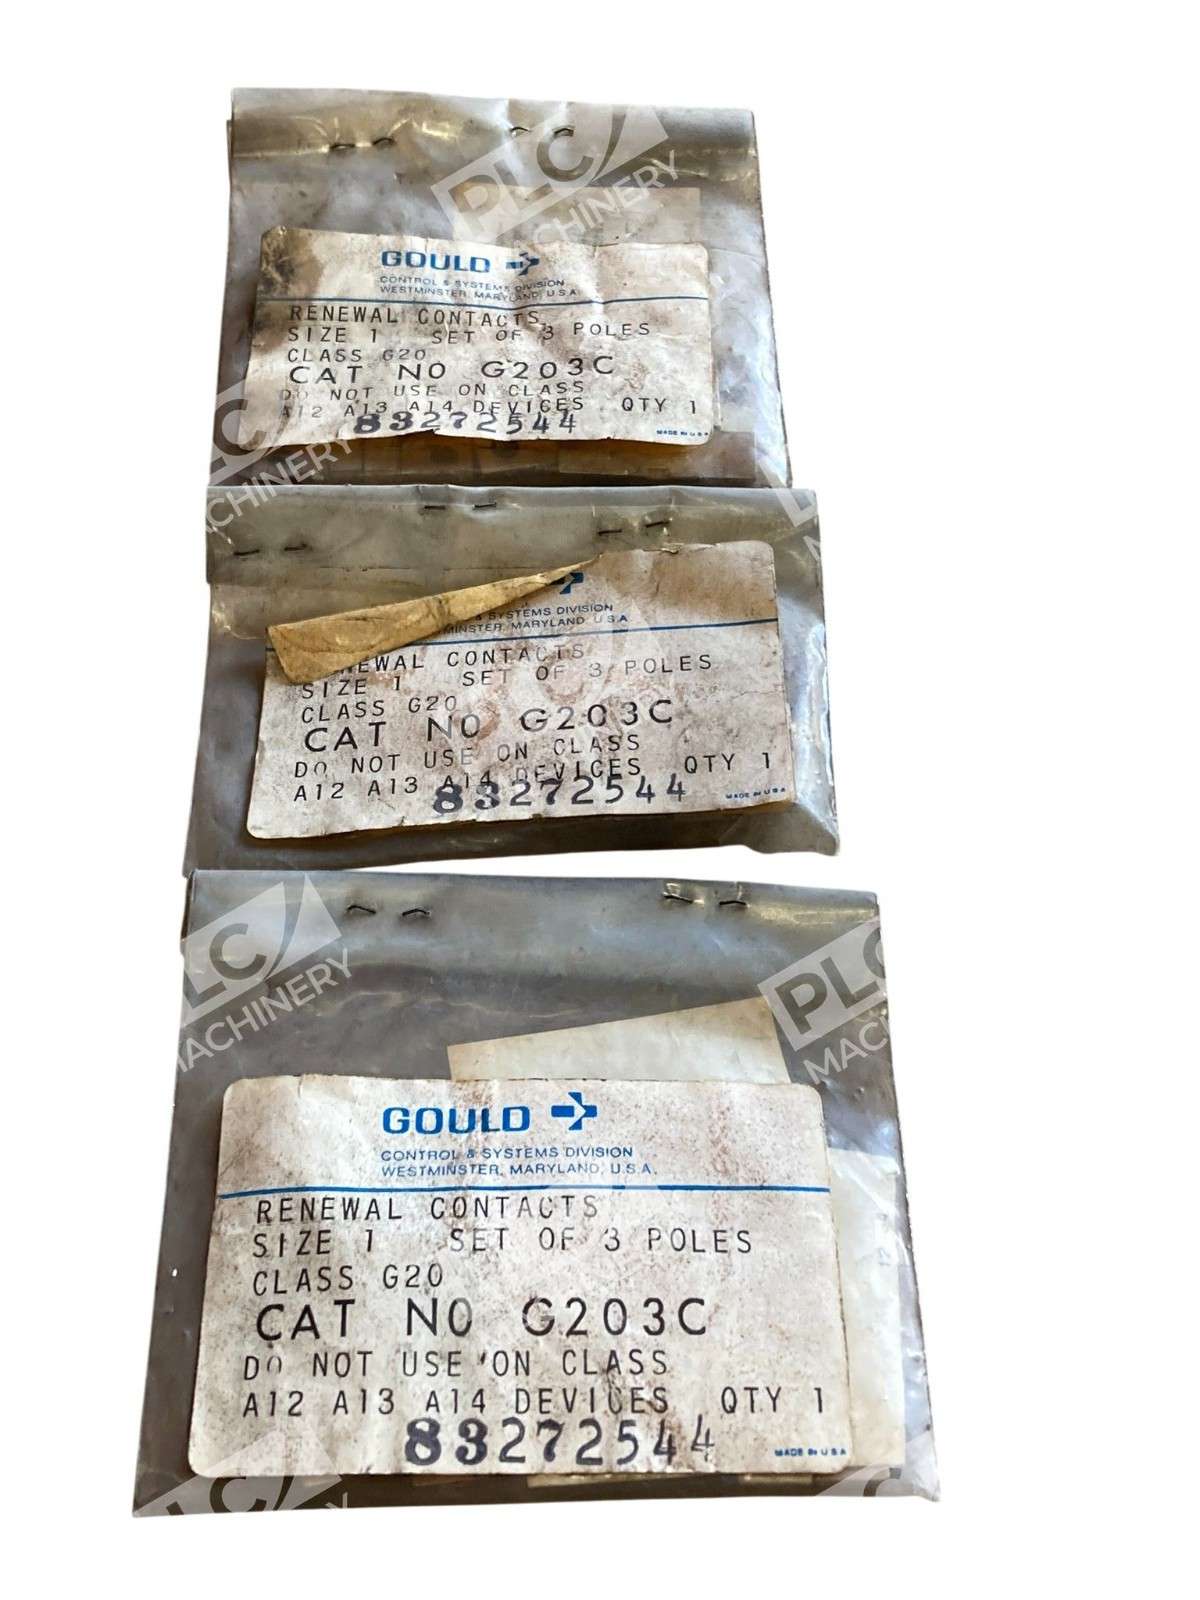 GOULD
CONTROL & SYSTEMS DIVISION
WESTMINSTER, MARYLAND, U.S.A.
RENEWAL CONTACTS
SIZE 1 SET OF 3 POLES
CLASS G20
CAT NO G203C
DO NOT USE ON CLASS
A12 A13 A14 DEVICES QTY 1
83272544
MADE IN U.S.A
& SYSTEMS DIVISION
MARYLAND, U.S.A.
CONTACTS
SIZE 1 SET OF 3 POLES
CLASS G20
CAT NO G203C
DO NOT USE ON CLASS
A12 A13 A14 DEVICES QTY 1
83272544
MADE IN U.S.A
GOULD
CONTROL & SYSTEMS DIVISION
WESTMINSTER, MARYLAND, U.S.A.
RENEWAL CONTACTS
SIZE 1 SET OF 3 POLES
CLASS G20
CAT NO G203C
DO NOT USE ON CLASS
A12 A13 A14 DEVICES QTY 1
83272544
MADE IN U.S.A
PLC
MACHINERY
PLC
MACHINERY
PLC
MACHINERY
PLC